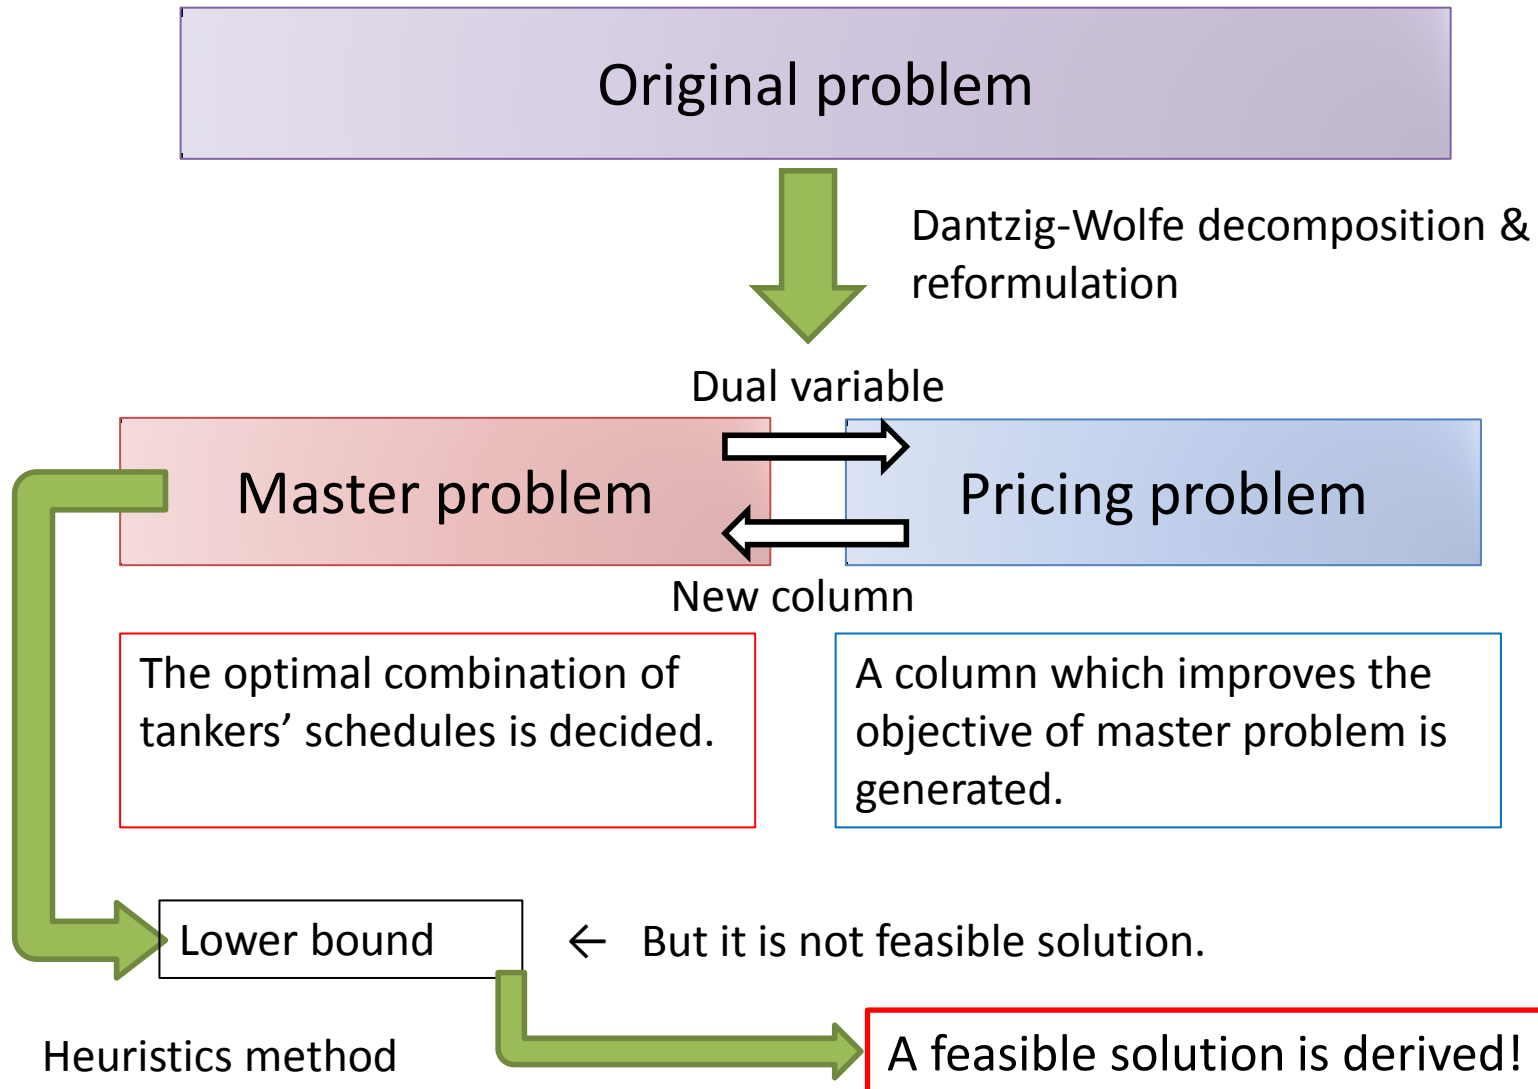 Original problem
Dantzig-Wolfe decomposition &
reformulation
Dual variable
Master problem
Pricing problem
New column
The optimal combination of
tankers’ schedules is decided.
A column which improves the
objective of master problem is
generated.
Lower bound
← But it is not feasible solution.
Heuristics method
A feasible solution is derived!